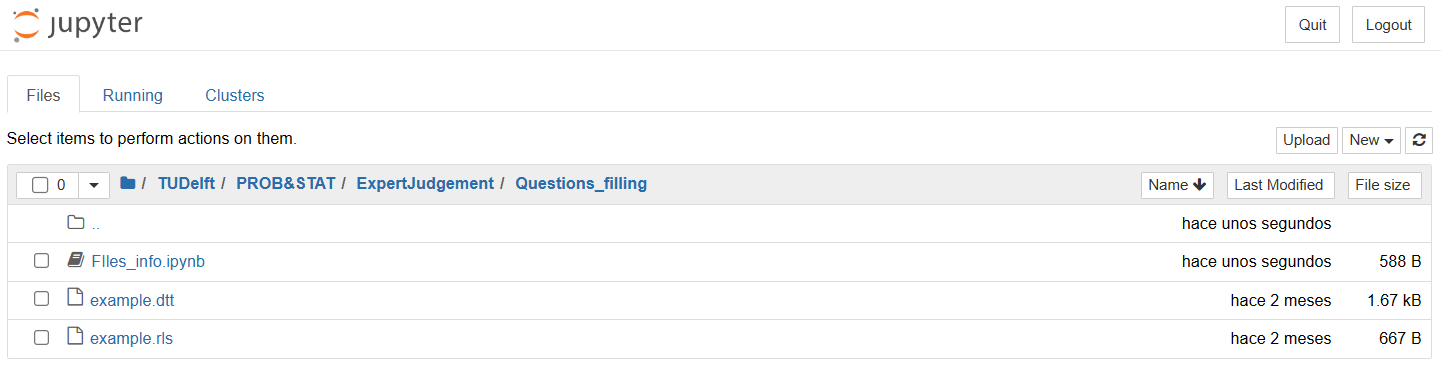 jupyter
Quit Logout
Files Running Clusters
Select items to perform actions on them.
Upload New
0 / TUDelft / PROB&STAT / ExpertJudgement / Questions_filling Name Last Modified File size
.. hace unos segundos
FIles_info.ipynb hace unos segundos 588 B
example.dtt hace 2 meses 1.67 kB
example.rls hace 2 meses 667 B